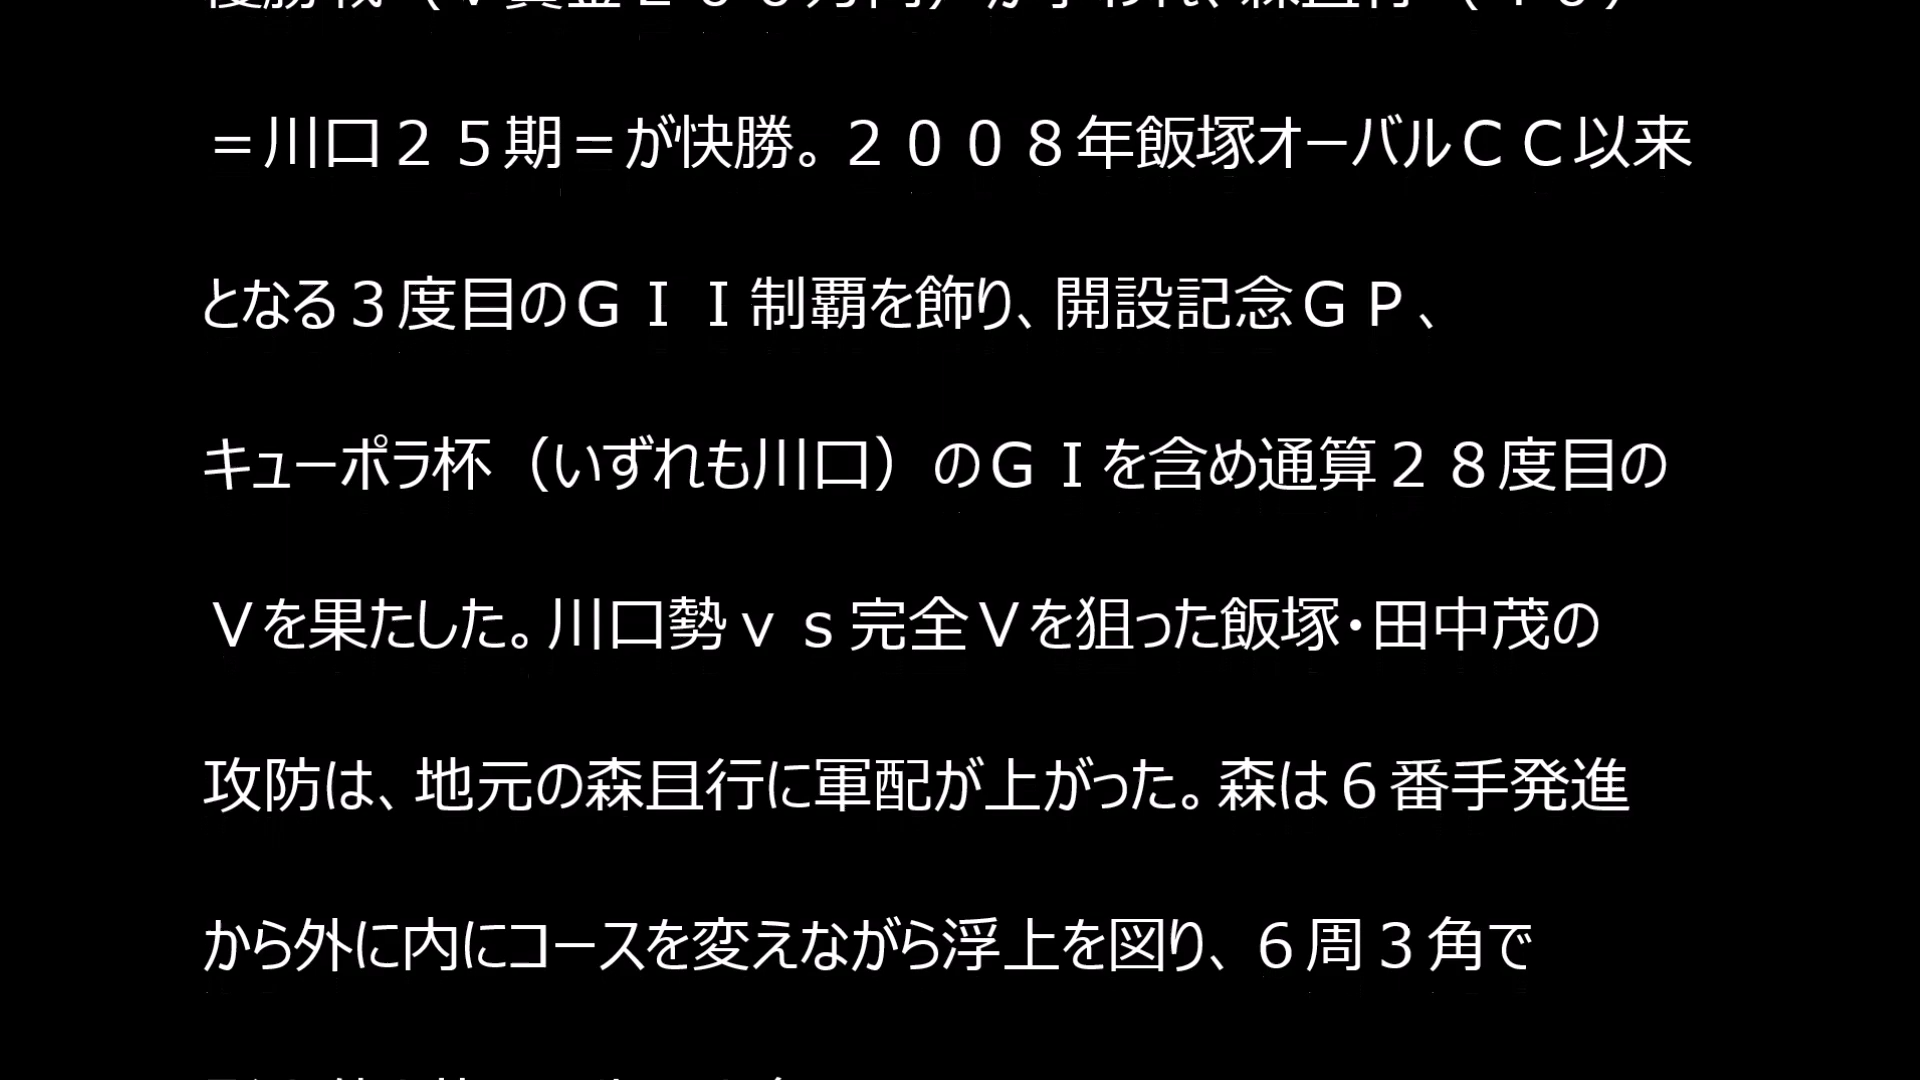 ＝川口２５期＝が快勝。２００８年飯塚オーバルＣＣ以来
となる３度目のＧＩＩ制覇を飾り、開設記念ＧＰ、
キューポラ杯（いずれも川口）のＧＩを含め通算２８度目の
Ｖを果たした。川口勢ｖｓ完全Ｖを狙った飯塚・田中茂の
攻防は、地元の森且行に軍配が上がった。森は６番手発進
から外に内にコースを変えながら浮上を図り、６周３角で